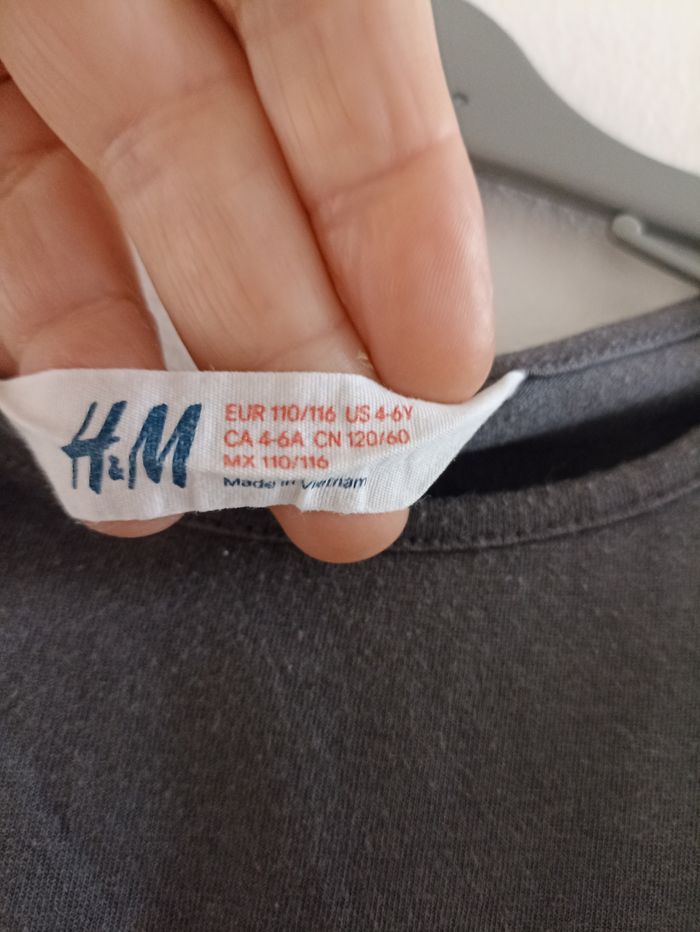 H&M
EUR 110/116 US 4-6Y
CA 4-6A CN 120/60
MX 110/116
Made in Vietnam